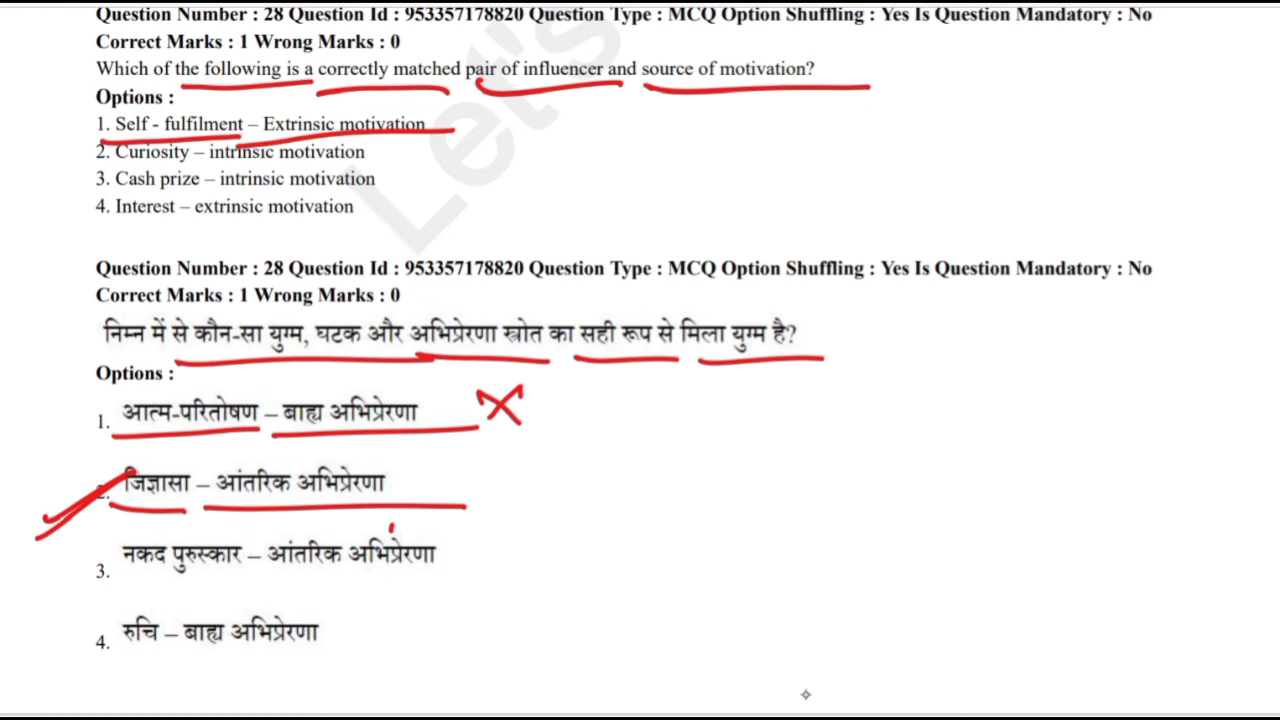 Question Number : 28 Question Id : 953357178820 Question Type : MCQ Option Shuffling : Yes Is Question Mandatory : No
Correct Marks : 1 Wrong Marks : 0
Which of the following is a correctly matched pair of influencer and source of motivation?
Options :
1. Self - fulfilment – Extrinsic motivation
2. Curiosity – intrinsic motivation
3. Cash prize – intrinsic motivation
4. Interest – extrinsic motivation
Let's
Question Number : 28 Question Id : 953357178820 Question Type : MCQ Option Shuffling : Yes Is Question Mandatory : No
Correct Marks : 1 Wrong Marks : 0
निम्न में से कौन-सा युग्म, घटक और अभिप्रेरणा स्त्रोत का सही रूप से मिला युग्म है?
Options :
1. आत्म-परितोषण – बाह्य अभिप्रेरणा
2. जिज्ञासा – आंतरिक अभिप्रेरणा
3. नकद पुरुस्कार – आंतरिक अभिप्रेरणा
4. रुचि – बाह्य अभिप्रेरणा